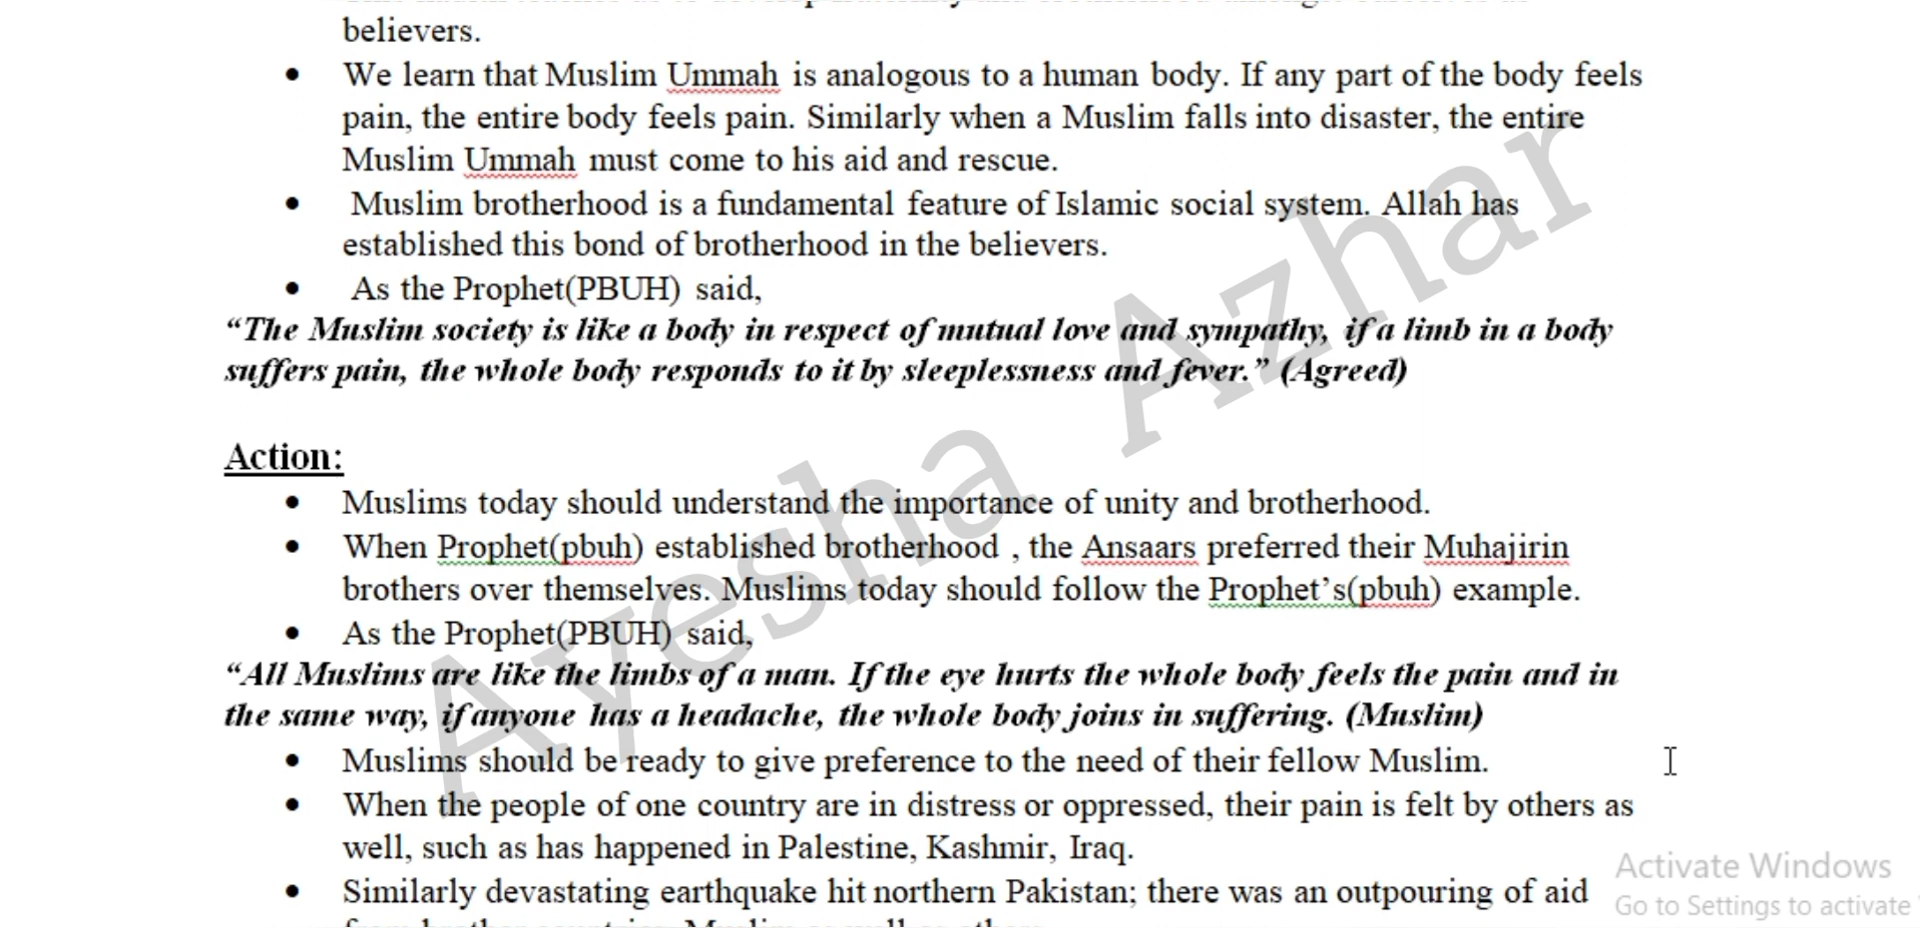 believers.
• We learn that Muslim Ummah is analogous to a human body. If any part of the body feels
pain, the entire body feels pain. Similarly when a Muslim falls into disaster, the entire
Muslim Ummah must come to his aid and rescue.
• Muslim brotherhood is a fundamental feature of Islamic social system. Allah has
established this bond of brotherhood in the believers.
• As the Prophet(PBUH) said,
“The Muslim society is like a body in respect of mutual love and sympathy, if a limb in a body
suffers pain, the whole body responds to it by sleeplessness and fever.” (Agreed)
Action:
• Muslims today should understand the importance of unity and brotherhood.
• When Prophet(pbuh) established brotherhood , the Ansaars preferred their Muhajirin
brothers over themselves. Muslims today should follow the Prophet’s(pbuh) example.
• As the Prophet(PBUH) said,
“All Muslims are like the limbs of a man. If the eye hurts the whole body feels the pain and in
the same way, if anyone has a headache, the whole body joins in suffering. (Muslim)
• Muslims should be ready to give preference to the need of their fellow Muslim.
• When the people of one country are in distress or oppressed, their pain is felt by others as
well, such as has happened in Palestine, Kashmir, Iraq.
• Similarly devastating earthquake hit northern Pakistan; there was an outpouring of aid
Ayesha Azhar
Activate Windows
Go to Settings to activate